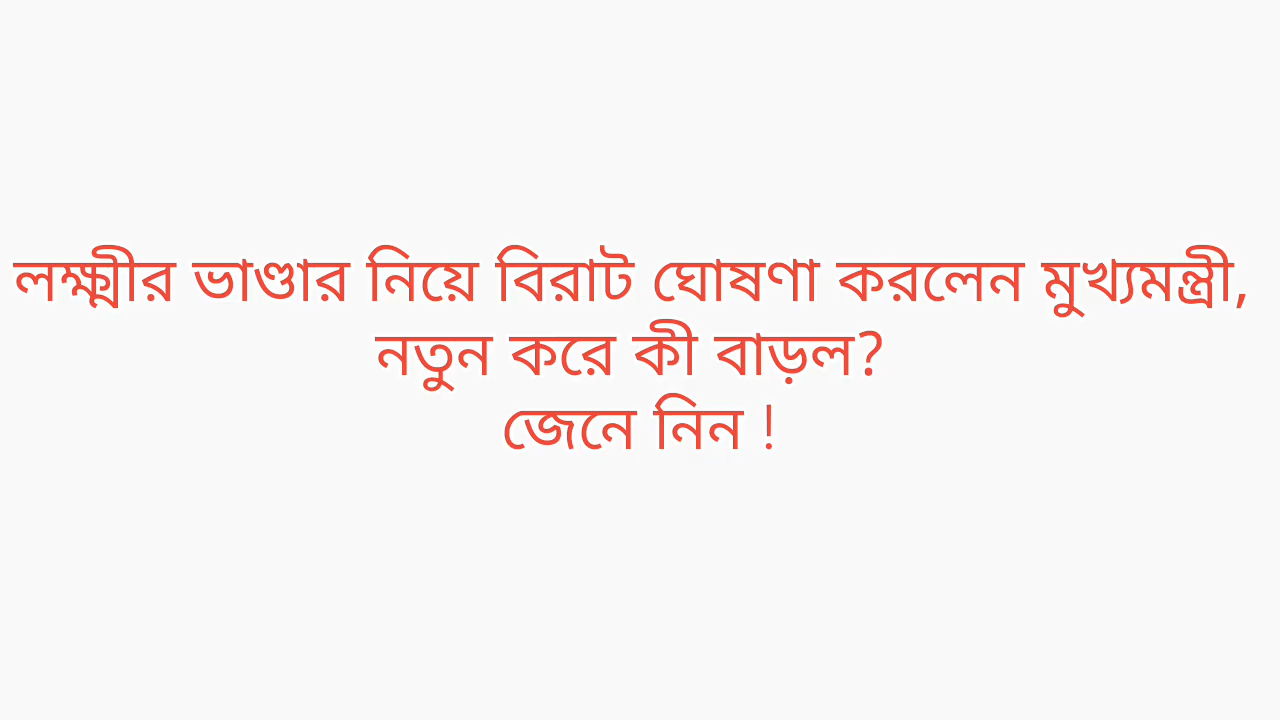 লক্ষ্মীর ভাণ্ডার নিয়ে বিরাট ঘোষণা করলেন মুখ্যমন্ত্রী,
নতুন করে কী বাড়ল?
জেনে নিন !